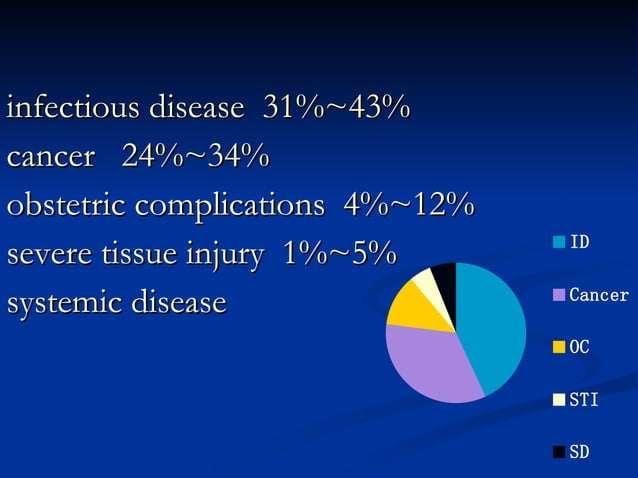 infectious disease 31%~43%
cancer 24%~34%
obstetric complications 4%~12%
severe tissue injury 1%~5%
systemic disease
ID
Cancer
OC
STI
SD